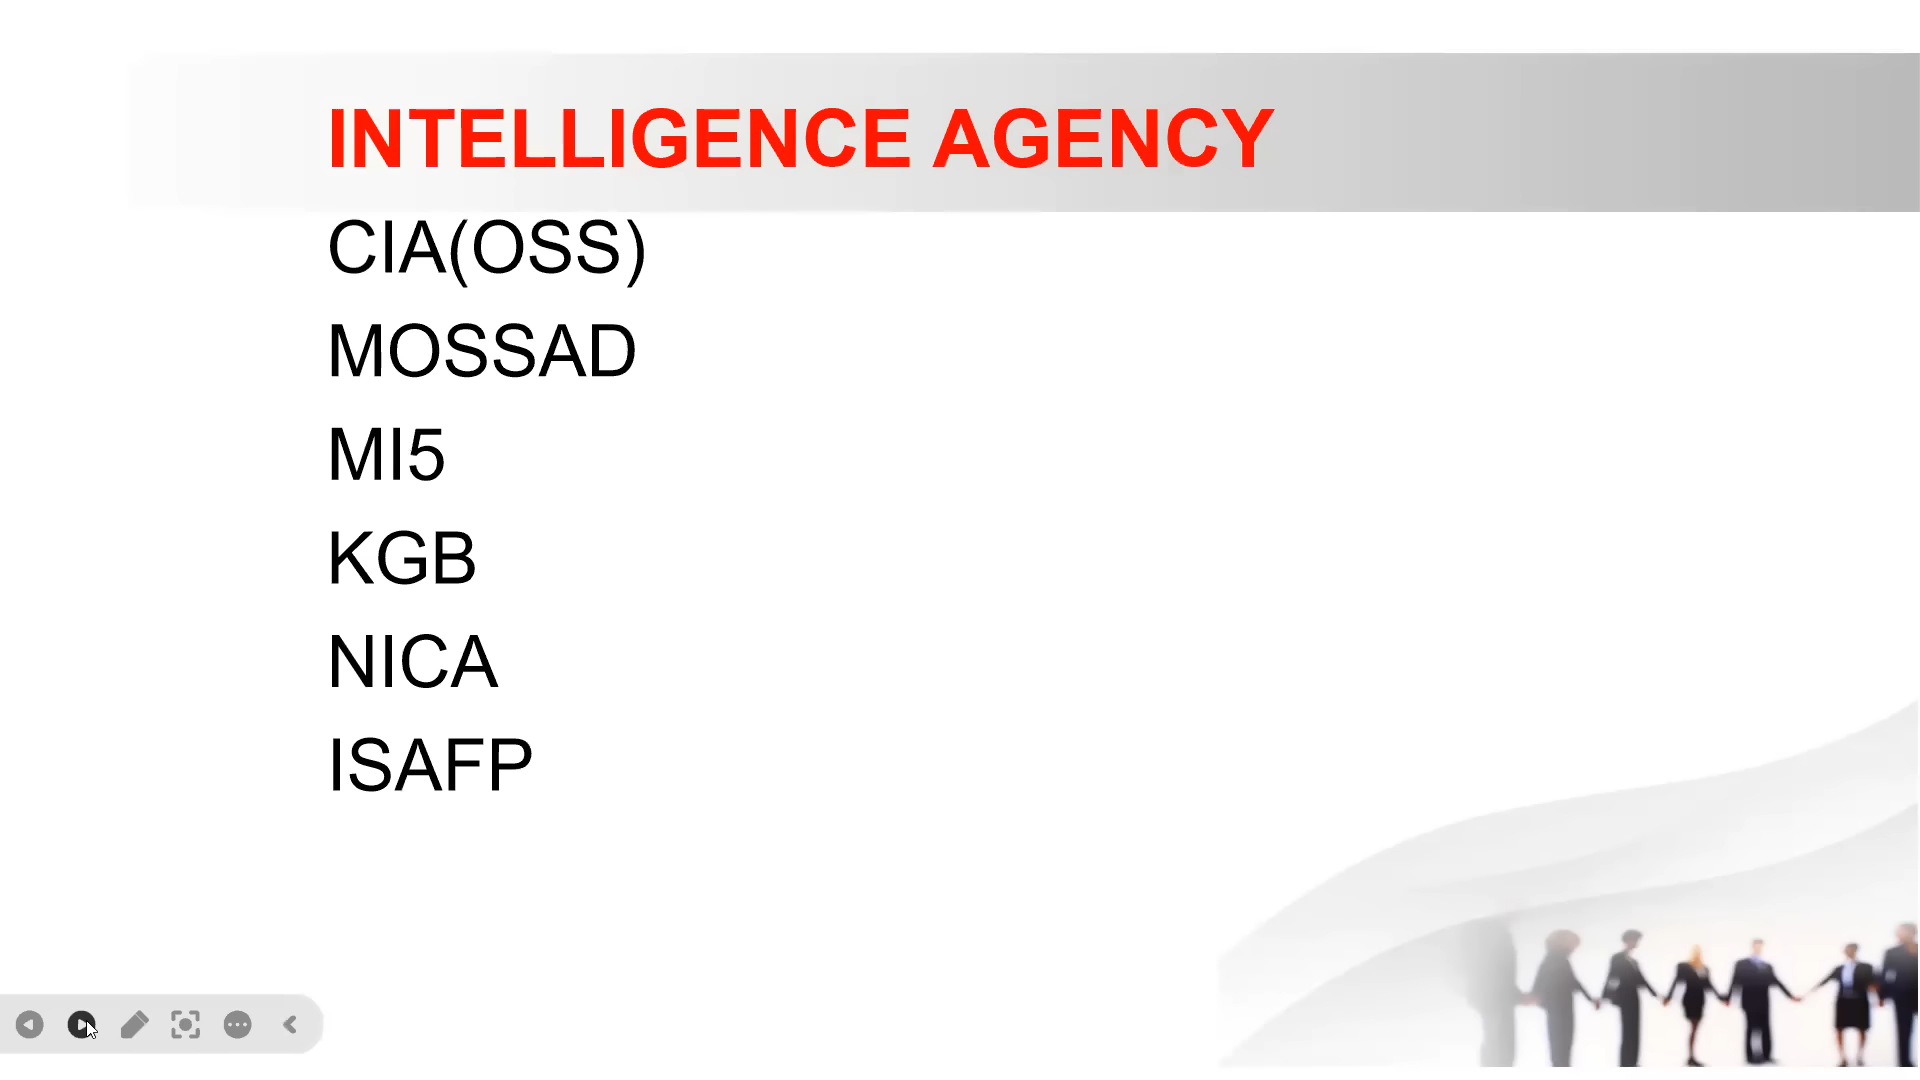 INTELLIGENCE AGENCY
CIA(OSS)
MOSSAD
MI5
KGB
NICA
ISAFP